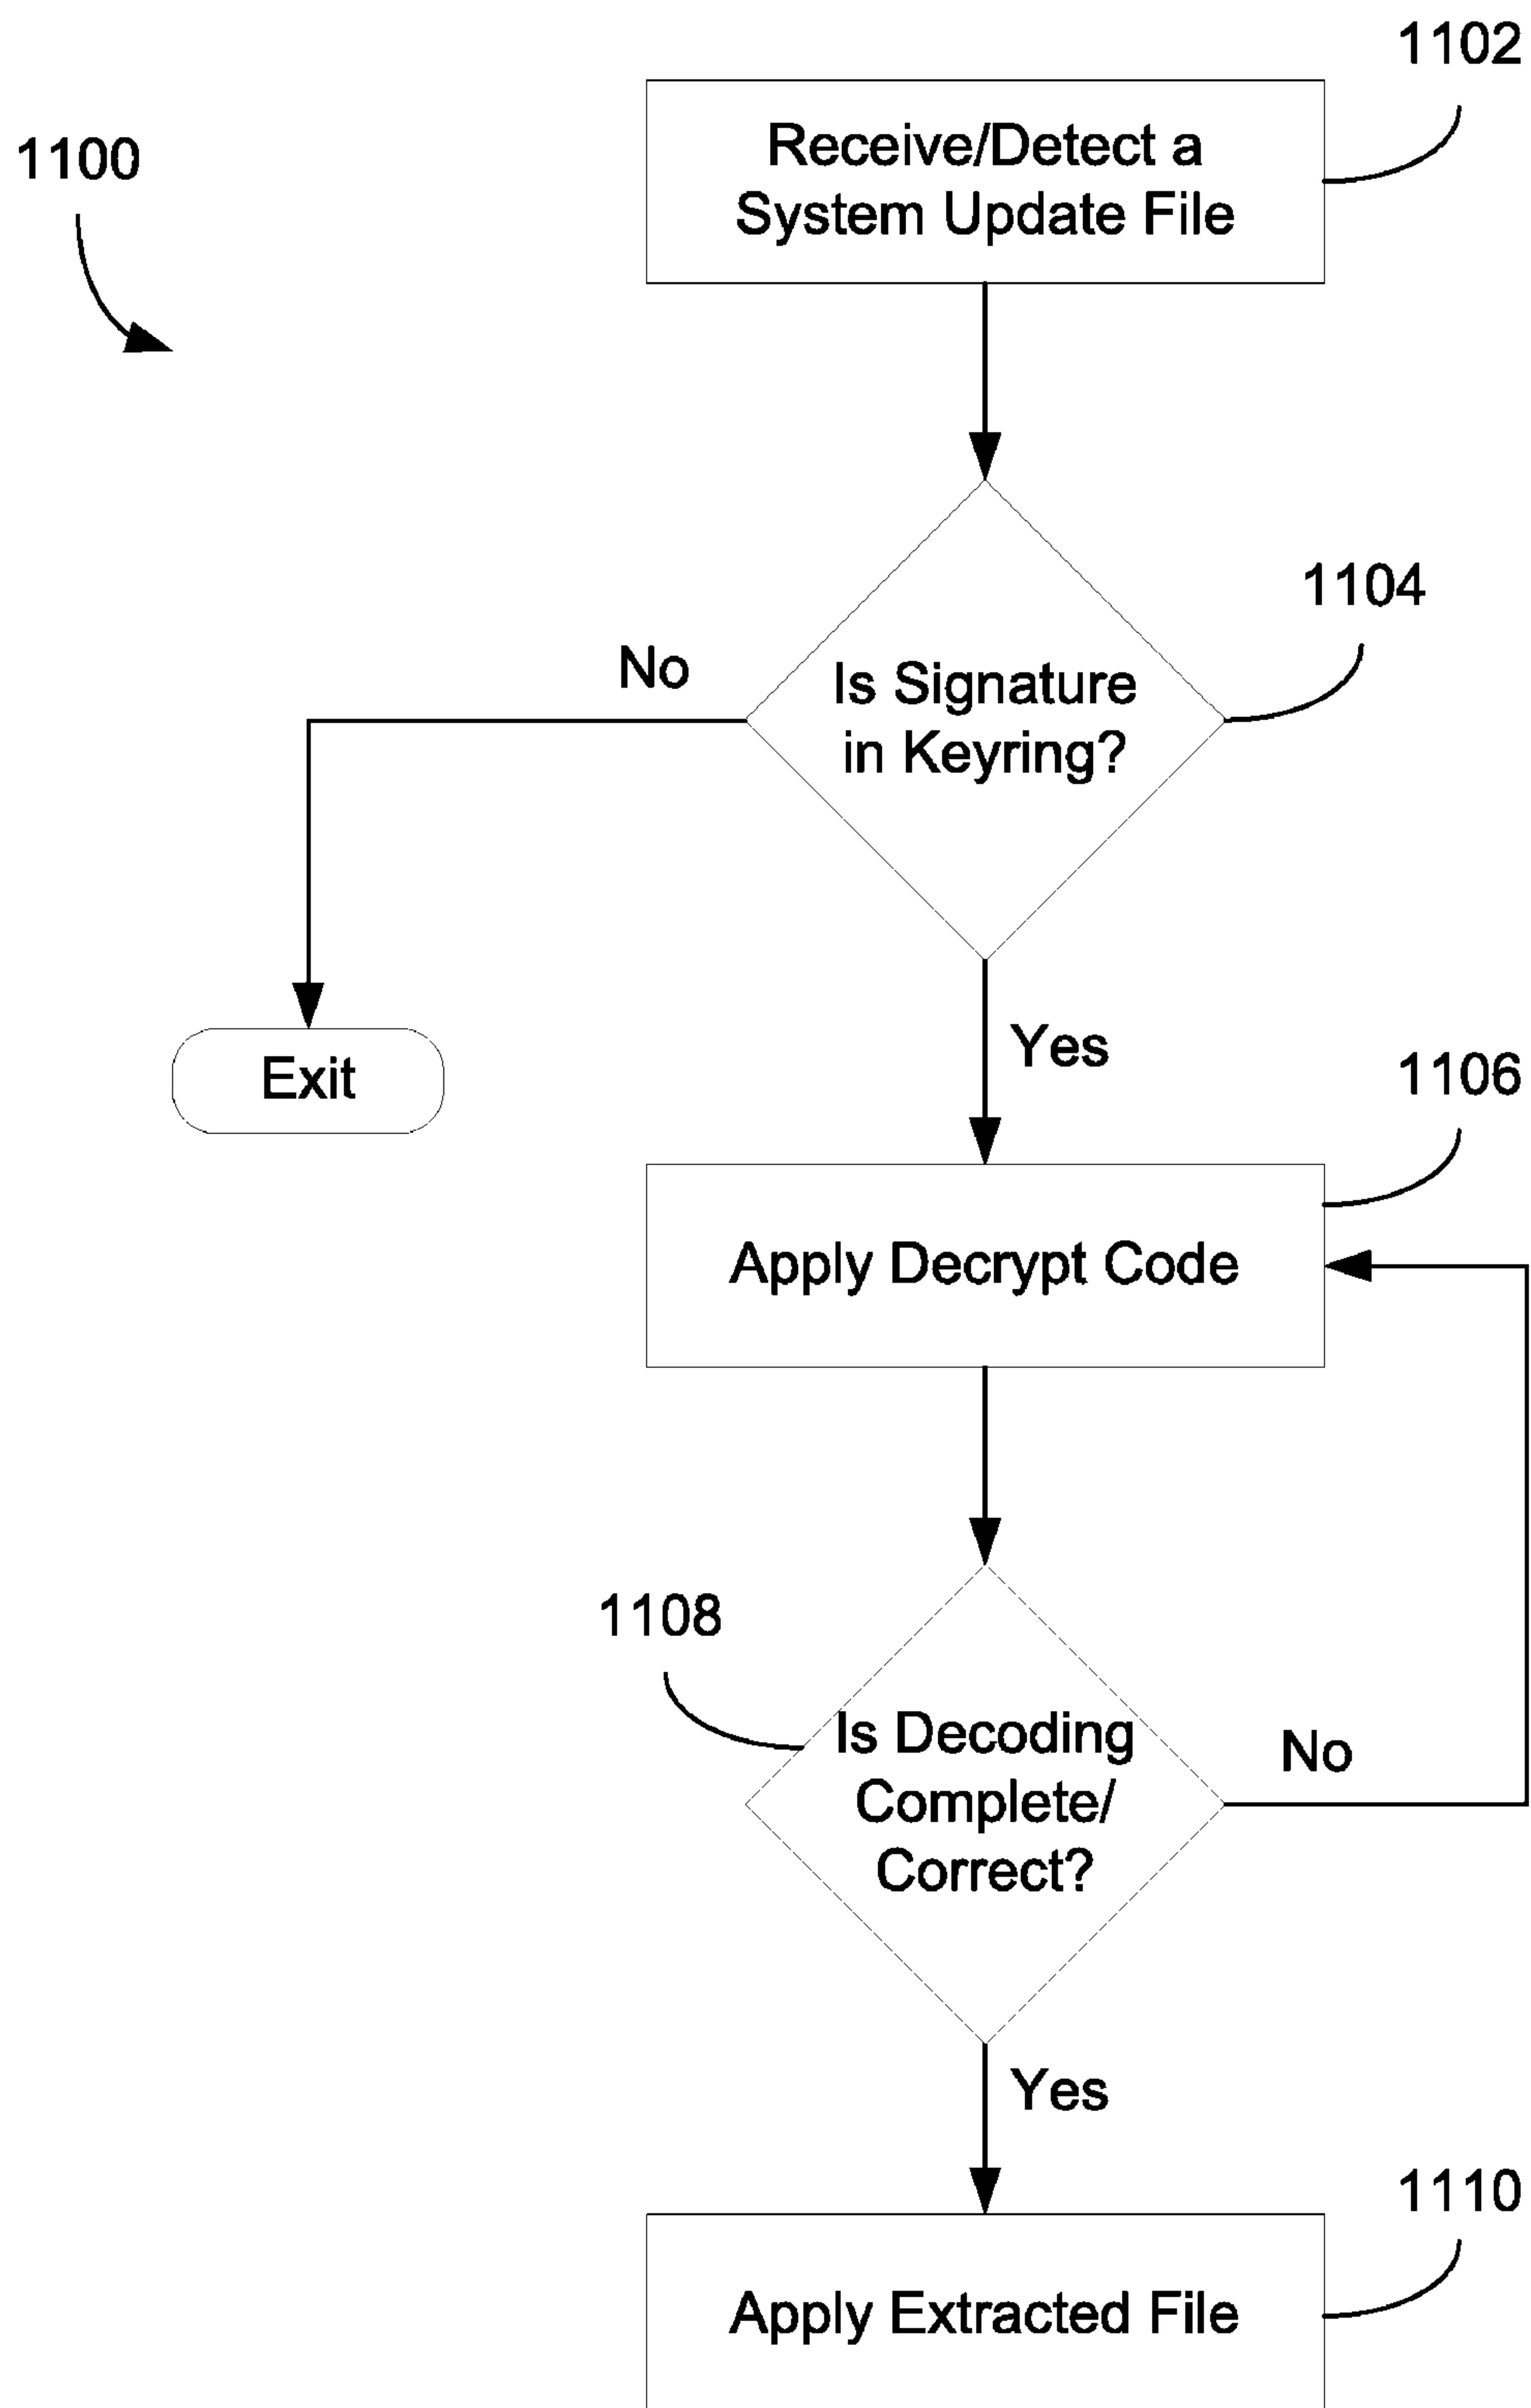 1102
Receive/Detect a
System Update File
1100
1104
No
Is Signature
in Keyring?
Yes
Exit
1106
Apply Decrypt Code
1108
Is Decoding
Complete/
Correct?
No
Yes
1110
Apply Extracted File